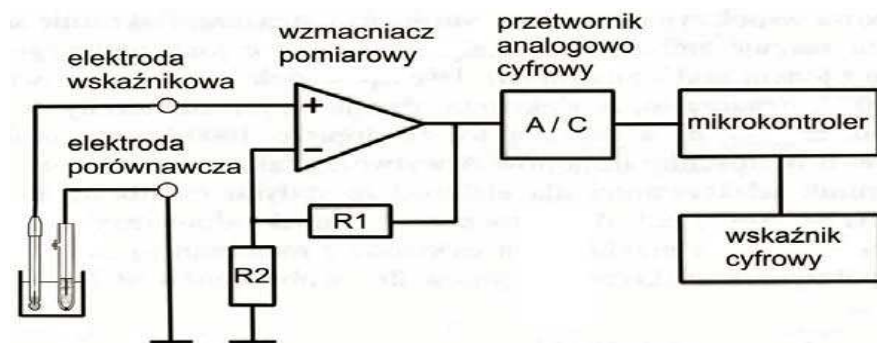 elektroda
wskaźnikowa
elektroda
porównawcza
wzmacniacz
pomiarowy
+
−
R1
R2
przetwornik
analogowo
cyfrowy
A / C
mikrokontroler
wskaźnik
cyfrowy